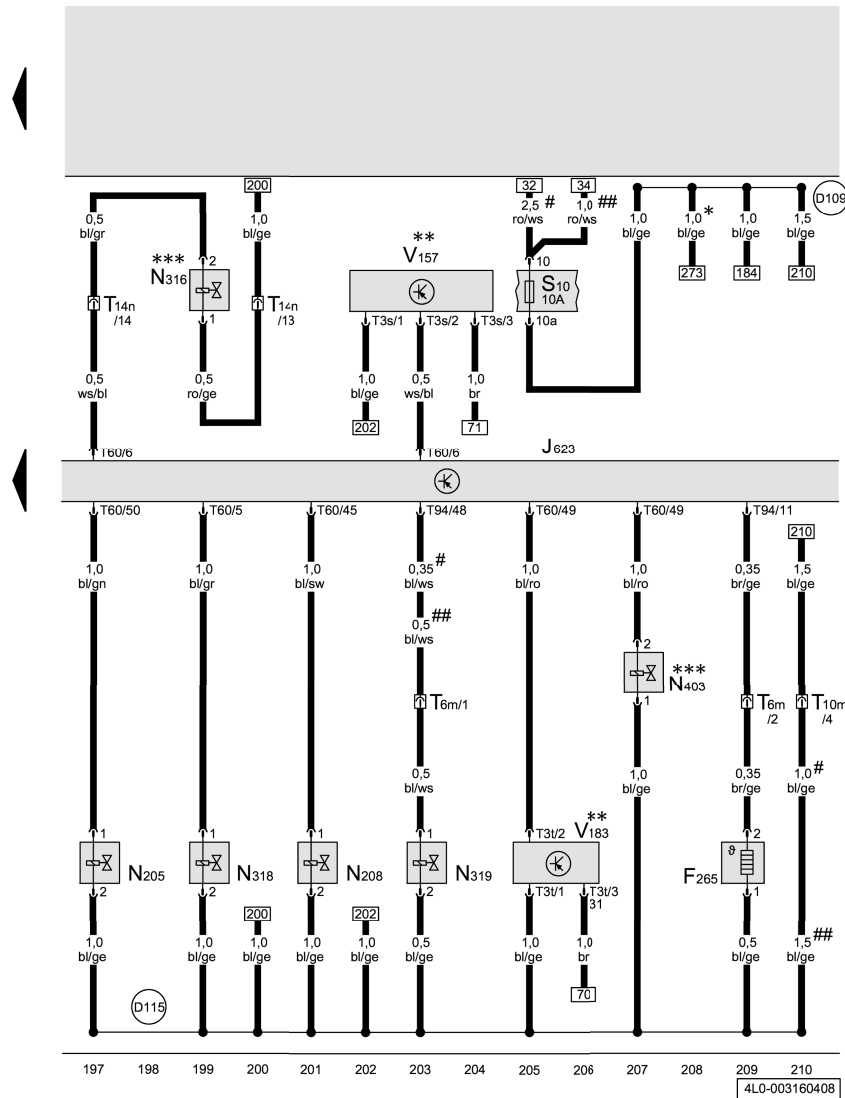 200 32 34
D109
0,5 1,0 2,5 # 1,0 ## 1,0 1,0 * 1,0 1,5
bl/gr bl/ge ro/ws ro/ws bl/ge bl/ge bl/ge bl/ge
*** 2 ** 10 273 184 210
N316 V157 S10
10A
T14n T14n
/14 /13
1 T3s/1 T3s/2 T3s/3 10a
0,5 0,5 1,0 0,5 1,0
ws/bl ro/ge bl/ge ws/bl br
202 71
T60/6 T60/6 J623
T60/50 T60/5 T60/45 T94/48 T60/49 T60/49 T94/11
210
1,0 1,0 1,0 0,35 # 1,0 1,0 0,35 1,5
bl/gn bl/gr bl/sw bl/ws bl/ro bl/ro br/ge bl/ge
0,5 ##
bl/ws
2
***
N403
T6m/1 1 T6m T10m
/2 /4
0,5 1,0 0,35 1,0 #
bl/ws bl/ge br/ge bl/ge
**
1 1 1 1 T3t/2 V183 2
ϑ
N205 N318 N208 N319 F265
2 2 2 2 T3t/1 T3t/3 1
31
200 202
1,0 1,0 1,0 1,0 1,0 0,5 1,0 1,0 0,5 1,5 ##
bl/ge bl/ge bl/ge bl/ge bl/ge bl/ge bl/ge br bl/ge bl/ge
D115 70
197 198 199 200 201 202 203 204 205 206 207 208 209 210
4L0-003160408